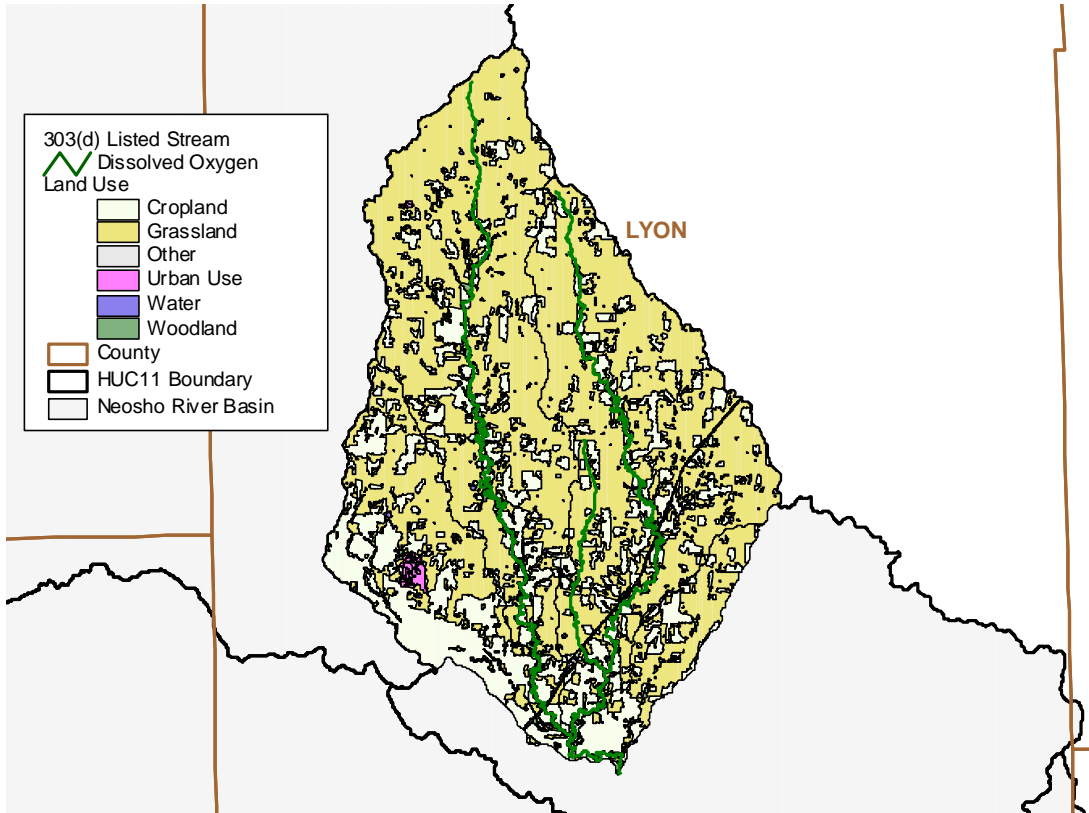 303(d) Listed Stream
Dissolved Oxygen
Land Use
Cropland
Grassland
Other
Urban Use
Water
Woodland
County
HUC11 Boundary
Neosho River Basin
LYON